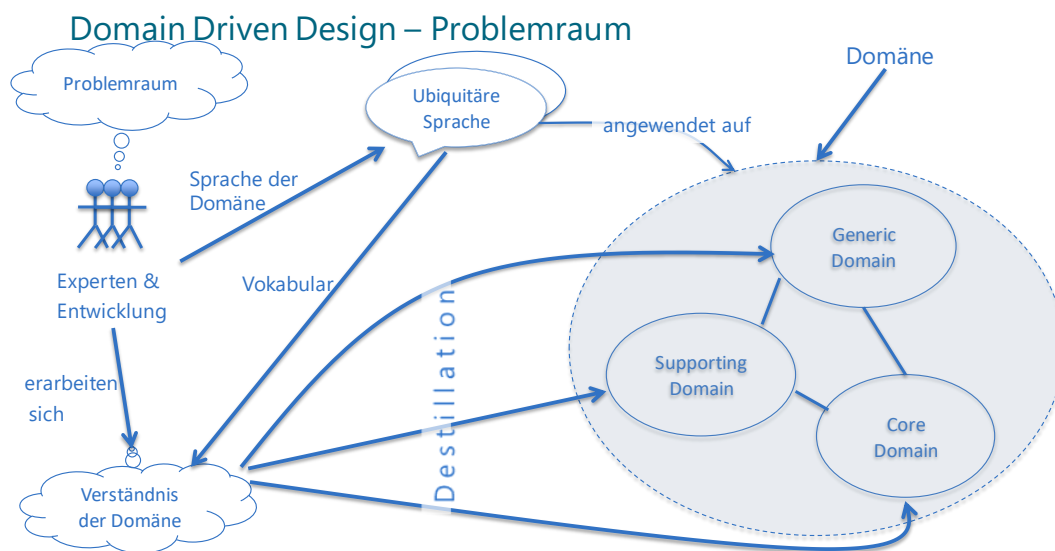 Domain Driven Design – Problemraum
Problemraum
Ubiquitäre
Sprache
Domäne
angewendet auf
Sprache der
Domäne
Generic
Domain
Experten &
Entwicklung
Vokabular
Destillation
Supporting
Domain
erarbeiten
sich
Core
Domain
Verständnis
der Domäne